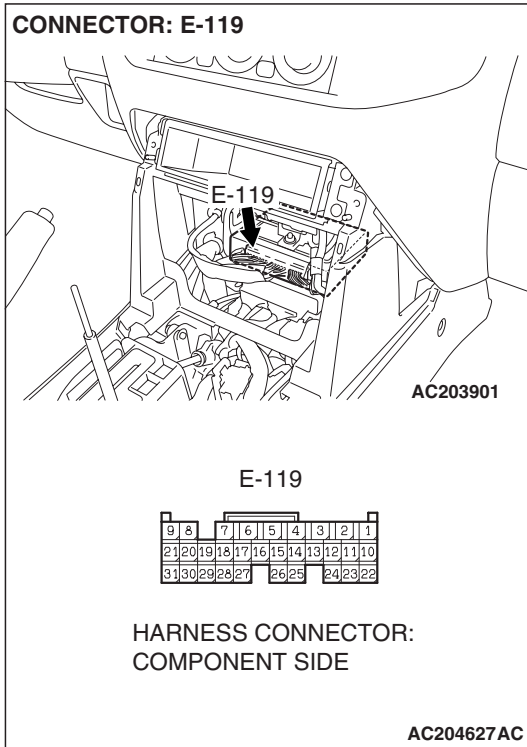 CONNECTOR: E-119
E-119
AC203901
E-119
9 8 7 6 5 4 3 2 1
21 20 19 18 17 16 15 14 13 12 11 10
31 30 29 28 27 26 25 24 23 22
HARNESS CONNECTOR:
COMPONENT SIDE
AC204627AC